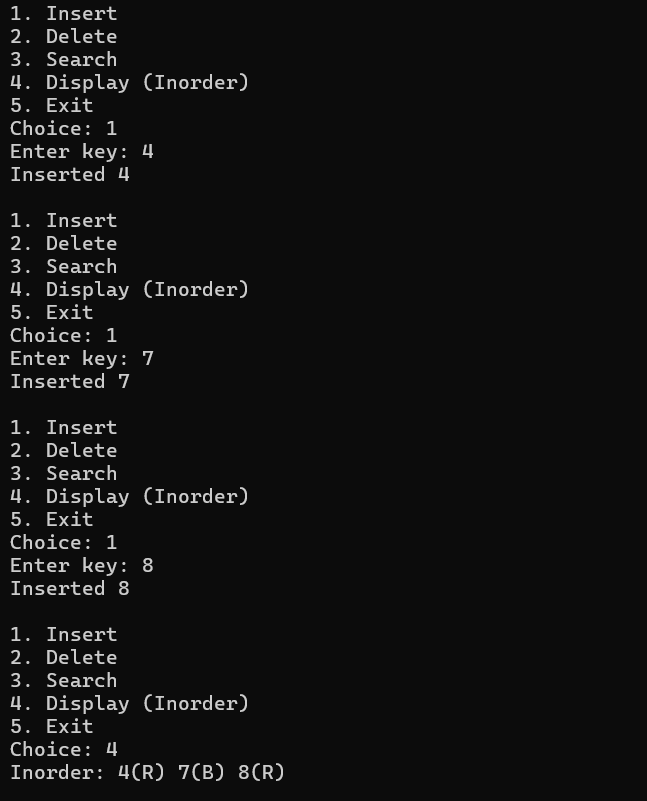 1. Insert
2. Delete
3. Search
4. Display (Inorder)
5. Exit
Choice: 1
Enter key: 4
Inserted 4
1. Insert
2. Delete
3. Search
4. Display (Inorder)
5. Exit
Choice: 1
Enter key: 7
Inserted 7
1. Insert
2. Delete
3. Search
4. Display (Inorder)
5. Exit
Choice: 1
Enter key: 8
Inserted 8
1. Insert
2. Delete
3. Search
4. Display (Inorder)
5. Exit
Choice: 4
Inorder: 4(R) 7(B) 8(R)